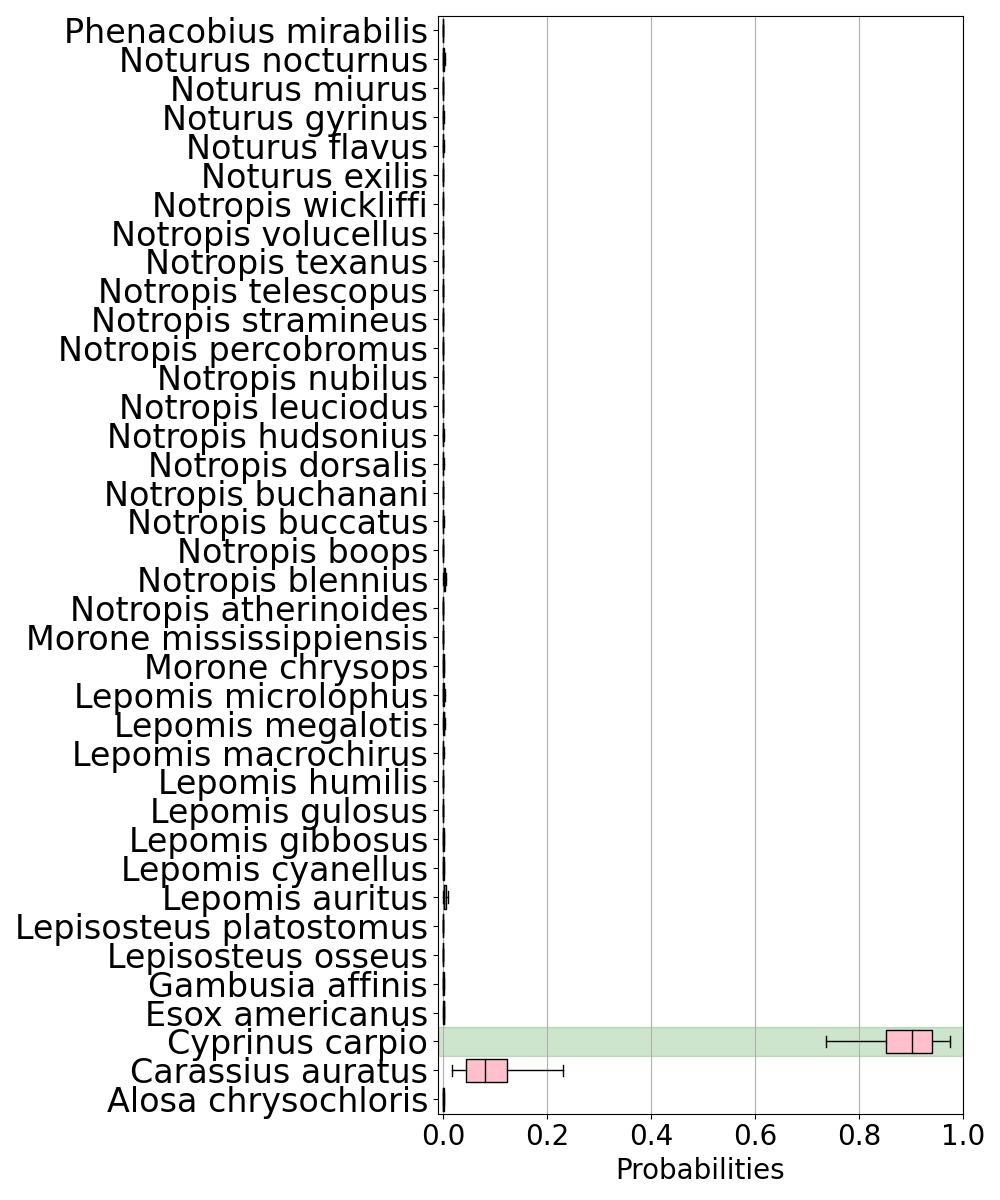 Phenacobius mirabilis
Noturus nocturnus
Noturus miurus
Noturus gyrinus
Noturus flavus
Noturus exilis
Notropis wickliffi
Notropis volucellus
Notropis texanus
Notropis telescopus
Notropis stramineus
Notropis percobromus
Notropis nubilus
Notropis leuciodus
Notropis hudsonius
Notropis dorsalis
Notropis buchanani
Notropis buccatus
Notropis boops
Notropis blennius
Notropis atherinoides
Morone mississippiensis
Morone chrysops
Lepomis microlophus
Lepomis megalotis
Lepomis macrochirus
Lepomis humilis
Lepomis gulosus
Lepomis gibbosus
Lepomis cyanellus
Lepomis auritus
Lepisosteus platostomus
Lepisosteus osseus
Gambusia affinis
Esox americanus
Cyprinus carpio
Carassius auratus
Alosa chrysochloris
0.0 0.2 0.4 0.6 0.8 1.0
Probabilities